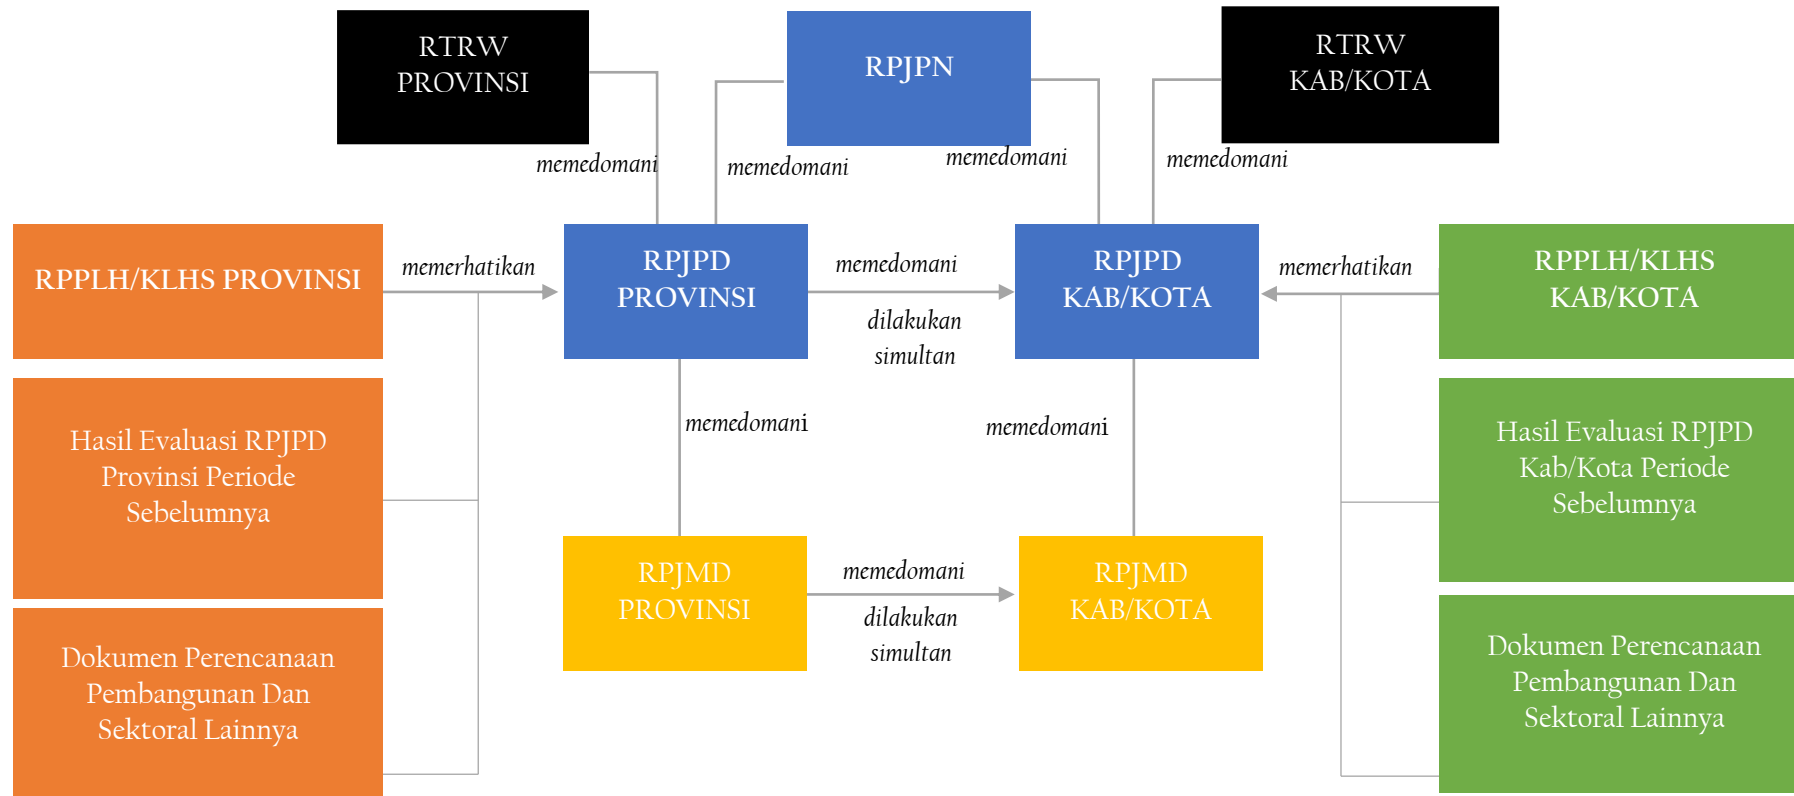 RTRW
PROVINSI
RPJPN
RTRW
KAB/KOTA
memedomani
memedomani
memedomani
memedomani
RPPLH/KLHS PROVINSI
memerhatikan
RPJPD
PROVINSI
memedomani
dilakukan
simultan
RPJPD
KAB/KOTA
memerhatikan
RPPLH/KLHS
KAB/KOTA
Hasil Evaluasi RPJPD
Provinsi Periode
Sebelumnya
memedomani
memedomani
Hasil Evaluasi RPJPD
Kab/Kota Periode
Sebelumnya
RPJMD
PROVINSI
memedomani
dilakukan
simultan
RPJMD
KAB/KOTA
Dokumen Perencanaan
Pembangunan Dan
Sektoral Lainnya
Dokumen Perencanaan
Pembangunan Dan
Sektoral Lainnya